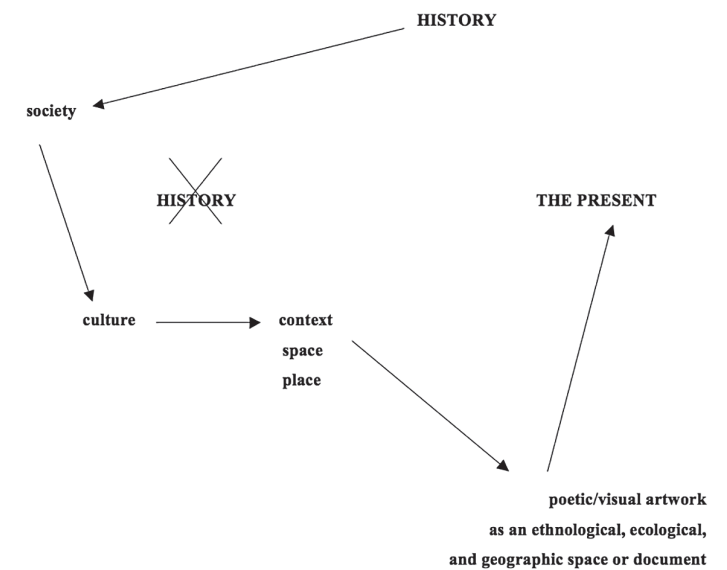 HISTORY
society
HISTORY
THE PRESENT
culture
context
space
place
poetic/visual artwork
as an ethnological, ecological,
and geographic space or document